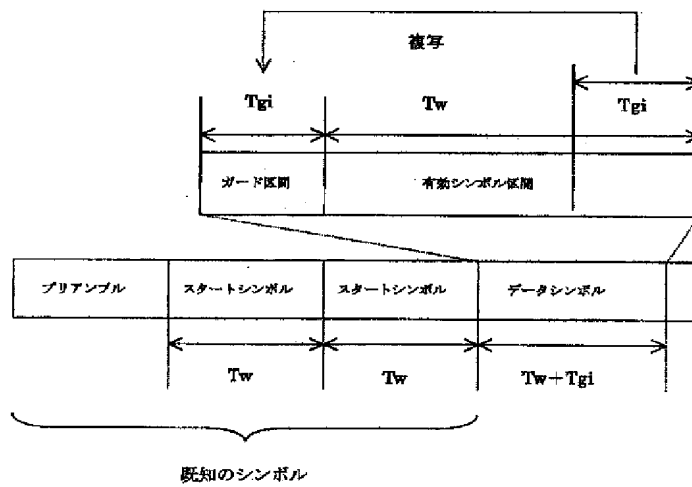 複写
Tgi
Tw
Tgi
ガード区間
有効シンボル区間
プリアンブル
スタートシンボル
スタートシンボル
データシンボル
Tw
Tw
Tw+Tgi
既知のシンボル